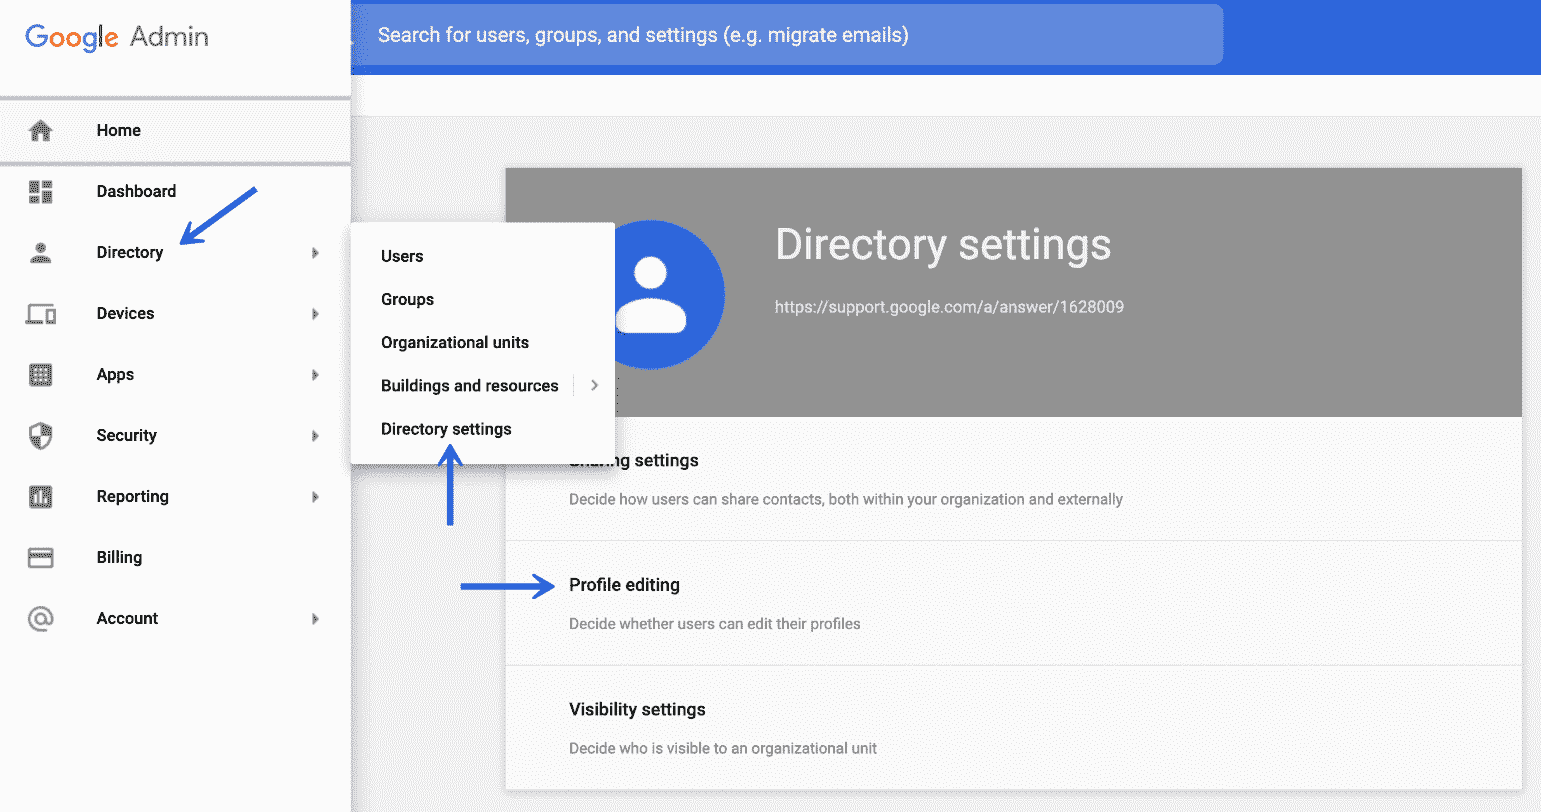 Google Admin
Search for users, groups, and settings (e.g. migrate emails)
Home
Dashboard
Directory
Devices
Apps
Security
Reporting
Billing
Account
Users
Groups
Organizational units
Buildings and resources
Directory settings
Directory settings
https://support.google.com/a/answer/1628009
Sharing settings
Decide how users can share contacts, both within your organization and externally
Profile editing
Decide whether users can edit their profiles
Visibility settings
Decide who is visible to an organizational unit